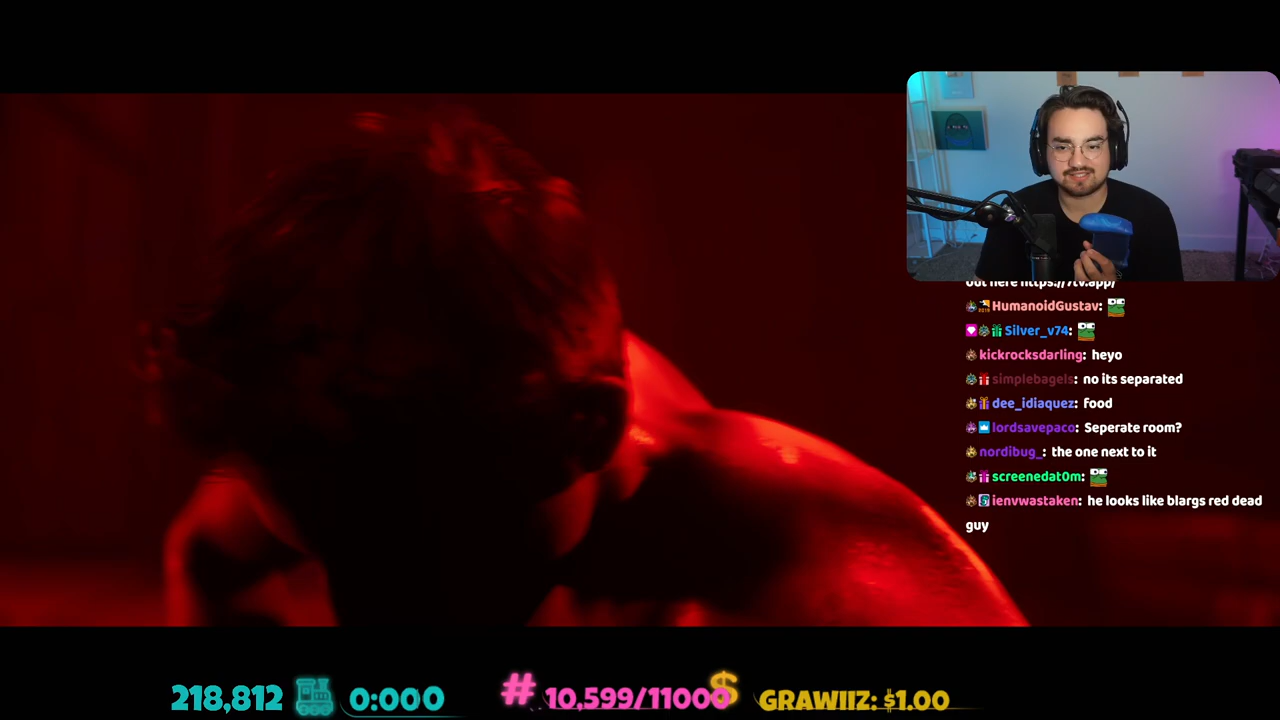 out here https://7tv.app/
HumanoidGustav:
Silver_v74:
kickrocksdarling: heyo
simplebagels: no its separated
dee_idiaquez: food
lordsavepaco: Seperate room?
nordibug_: the one next to it
screenedat0m:
ienvwastaken: he looks like blargs red dead
guy
218,812 0:000 # 10,599/11000 $ GRAWIIZ: $1.00